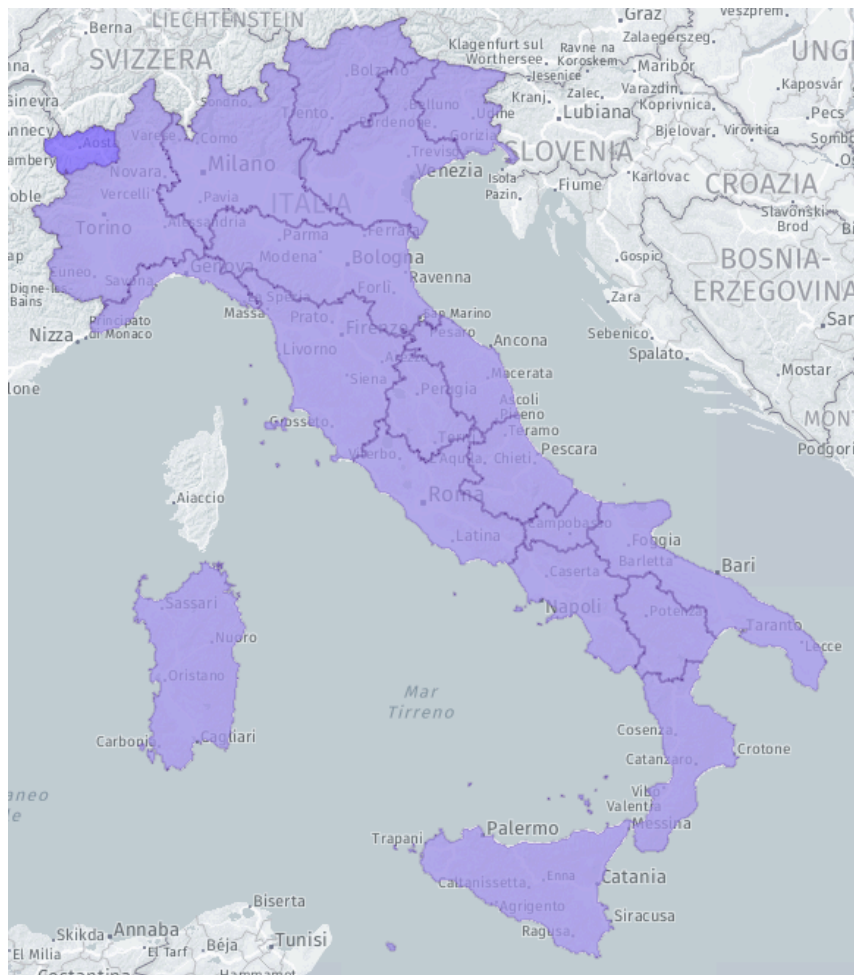 LIECHTENSTEIN
Graz
Veszprém
Berna
Zalaegerszeg
Klagenfurt sul
Wörthersee
Ravne na
Koroškem
SVIZZERA
UNGH
Maribor
Bolzano
Jesenice
Kaposvár
Ginevra
Sondrio
Belluno
Kranj
Zalec
Varazdin
Koprivnica
Trento
Udine
Lubiana
Pecs
Annecy
Varese
Como
Pordenone
Gorizia
Bjelovar
Virovitica
Aosta
Treviso
SLOVENIA
Milano
Venezia
Novara
Isola
Pazin
Fiume
Karlovac
CROAZIA
Vercelli
Pavia
ITALIA
Slavonski
Brod
Torino
Alessandria
Parma
Ferrara
Modena
Bologna
Gospic
BOSNIA-
ERZEGOVINA
Cuneo
Savona
Genova
Ravenna
Digne-les
Bains
La Spezia
Forlì
Zara
Massa
Prato
San Marino
Principato
di Monaco
Nizza
Firenze
Pesaro
Sebenico
Ancona
Livorno
Arezzo
Spalato
Siena
Macerata
Mostar
Perugia
Ascoli
Piceno
Grosseto
Teramo
Terni
Pescara
Viterbo
L'Aquila
Chieti
Aiaccio
Roma
Campobasso
Latina
Foggia
Barletta
Bari
Caserta
Sassari
Napoli
Potenza
Taranto
Nuoro
Lecce
Oristano
Mar
Tirreno
Cosenza
Carbonia
Cagliari
Crotone
Catanzaro
Vibo
Valentia
Messina
Palermo
Trapani
Catania
Caltanissetta
Enna
Agrigento
Siracusa
Ragusa
Biserta
Skikda
Annaba
Tunisi
El Milia
El Tarf
Béja